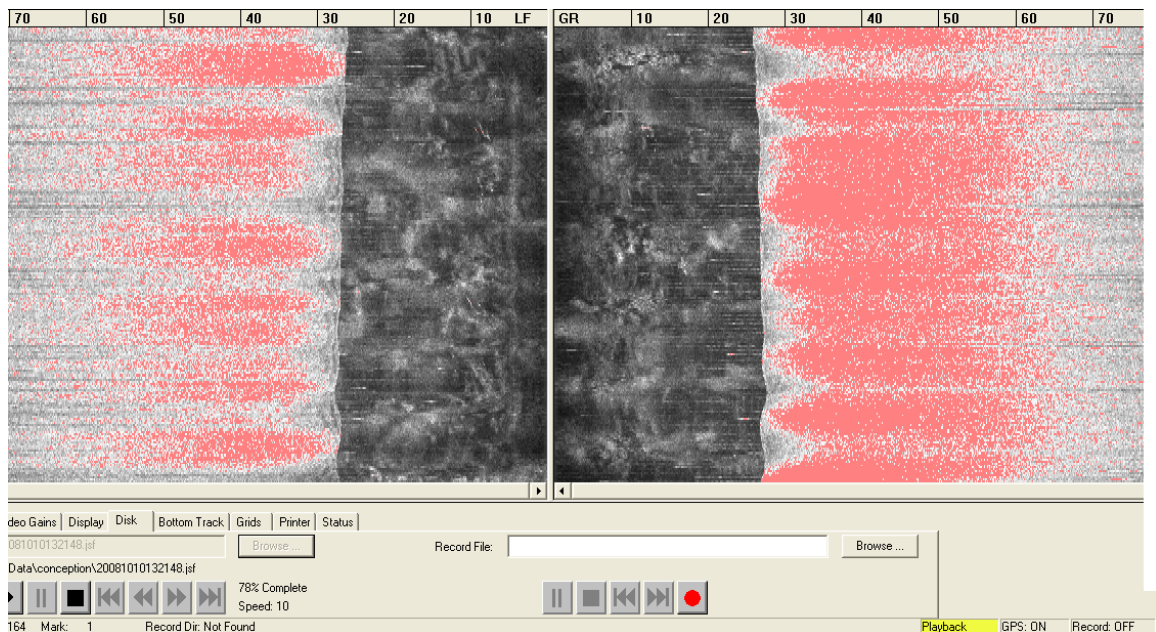 70 60 50 40 30 20 10 LF GR 10 20 30 40 50 60 70
deo Gains Display Disk Bottom Track Grids Printer Status
081010132148.jsf Browse ... Record File: Browse ...
Data\conception\20081010132148.jsf
78% Complete
Speed: 10
164 Mark: 1 Record Dir: Not Found Playback GPS: ON Record: OFF